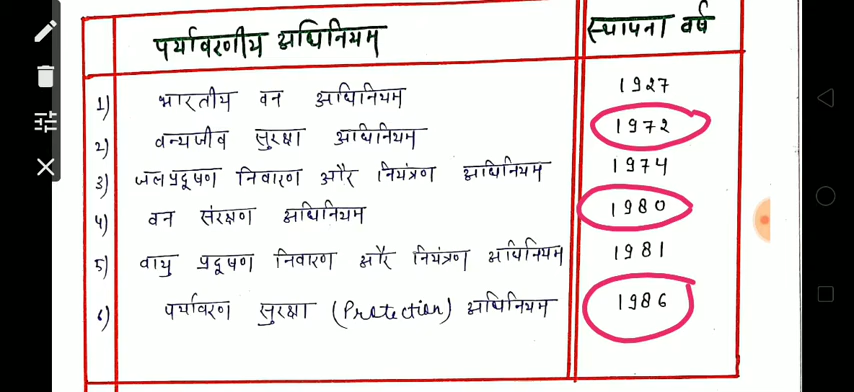 पर्यावरणीय अधिनियम स्थापना वर्ष
1) भारतीय वन अधिनियम 1927
2) वन्यजीव सुरक्षा अधिनियम 1972
3) जलप्रदूषण निवारण और नियंत्रण अधिनियम 1974
4) वन संरक्षण अधिनियम 1980
5) वायु प्रदूषण निवारण और नियंत्रण अधिनियम 1981
6) पर्यावरण सुरक्षा (Protection) अधिनियम 1986